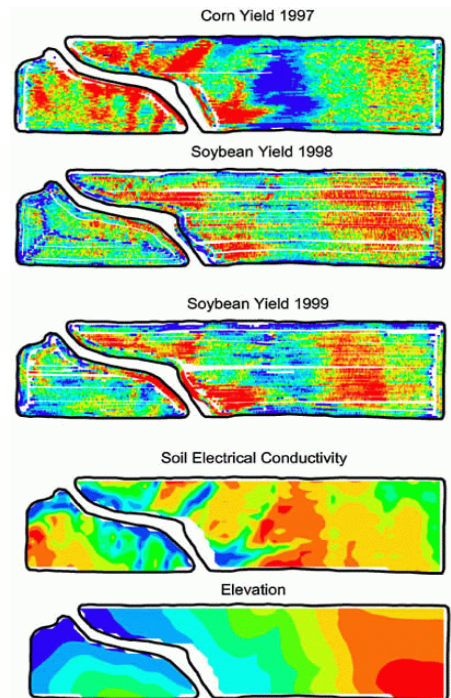 Corn Yield 1997
Soybean Yield 1998
Soybean Yield 1999
Soil Electrical Conductivity
Elevation